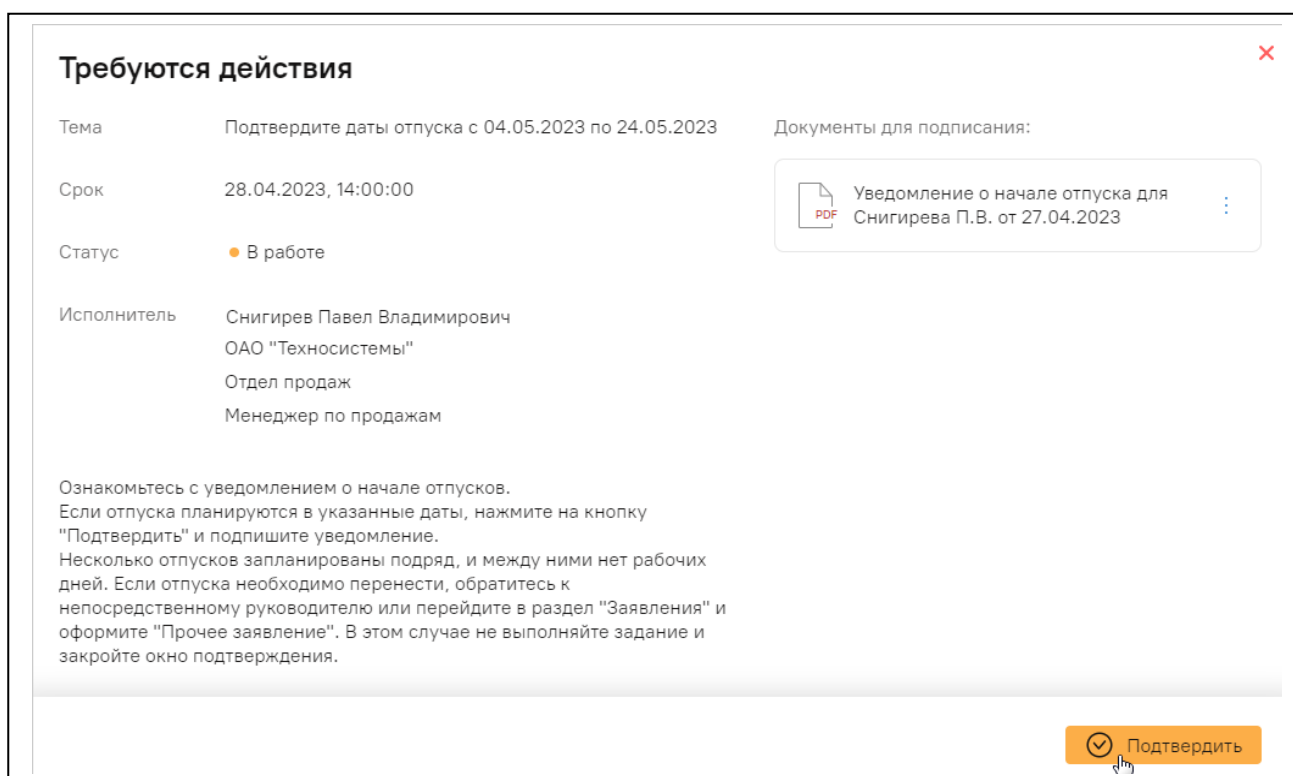 Требуются действия
Тема
Подтвердите даты отпуска с 04.05.2023 по 24.05.2023
Срок
28.04.2023, 14:00:00
Статус
В работе
Исполнитель
Снигирев Павел Владимирович
ОАО "Техносистемы"
Отдел продаж
Менеджер по продажам
Документы для подписания:
PDF
Уведомление о начале отпуска для
Снигирева П.В. от 27.04.2023
Ознакомьтесь с уведомлением о начале отпусков.
Если отпуска планируются в указанные даты, нажмите на кнопку
"Подтвердить" и подпишите уведомление.
Несколько отпусков запланированы подряд, и между ними нет рабочих
дней. Если отпуска необходимо перенести, обратитесь к
непосредственному руководителю или перейдите в раздел "Заявления" и
оформите "Прочее заявление". В этом случае не выполняйте задание и
закройте окно подтверждения.
Подтвердить